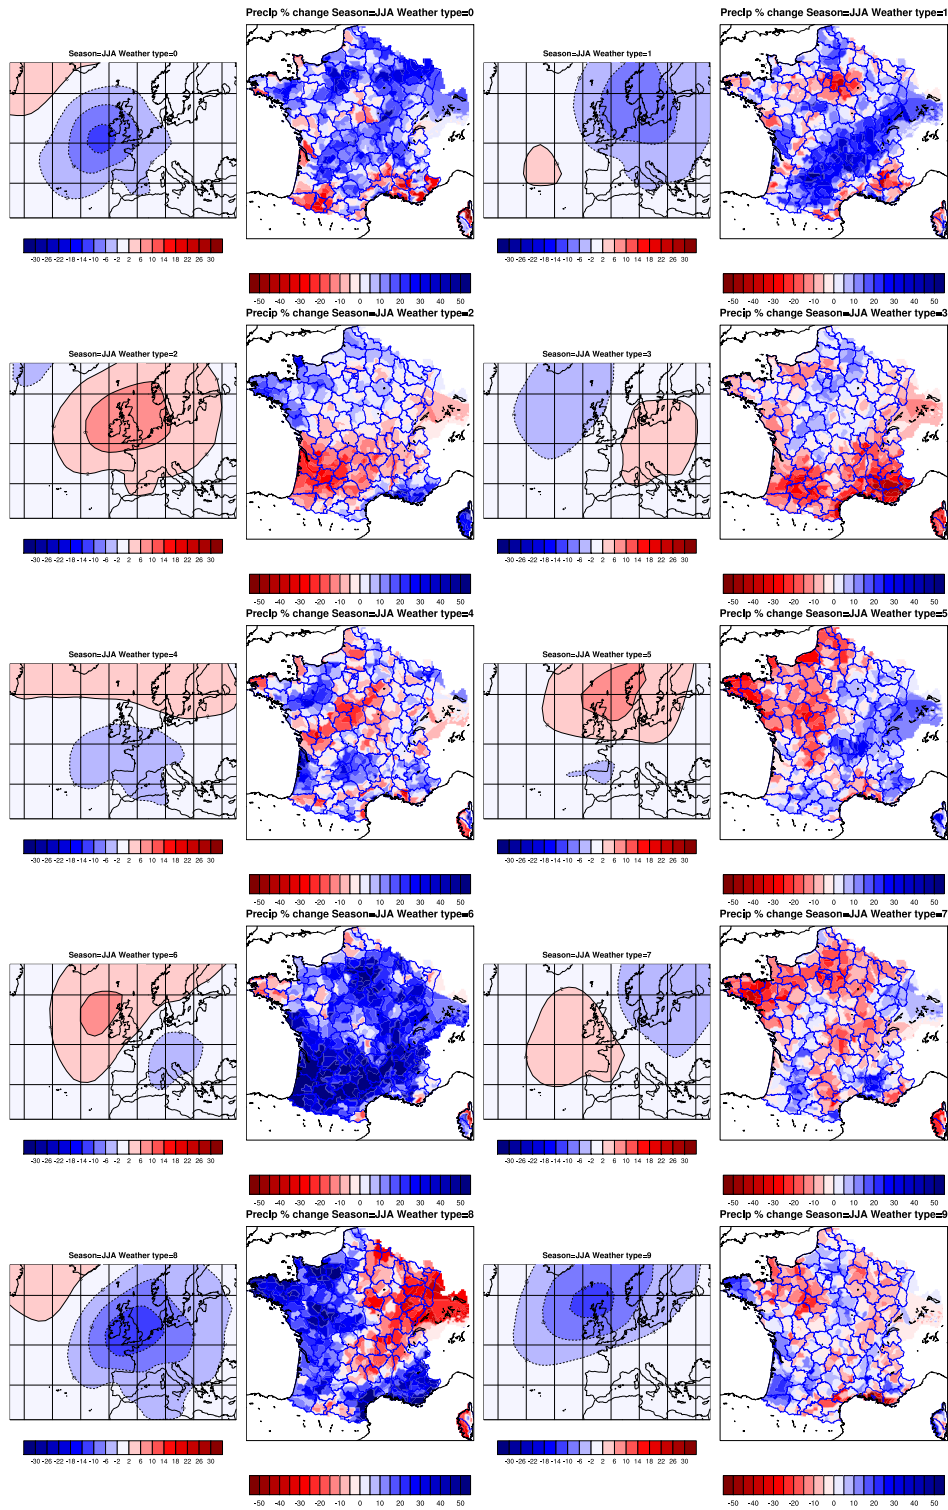 Precip % change Season=JJA Weather type=0
Precip % change Season=JJA Weather type=1
Season=JJA Weather type=0
Season=JJA Weather type=1
-30 -26 -22 -18 -14 -10 -6 -2 2 6 10 14 18 22 26 30
-30 -26 -22 -18 -14 -10 -6 -2 2 6 10 14 18 22 26 30
-50 -40 -30 -20 -10 0 10 20 30 40 50
-50 -40 -30 -20 -10 0 10 20 30 40 50
Precip % change Season=JJA Weather type=2
Precip % change Season=JJA Weather type=3
Season=JJA Weather type=2
Season=JJA Weather type=3
-30 -26 -22 -18 -14 -10 -6 -2 2 6 10 14 18 22 26 30
-30 -26 -22 -18 -14 -10 -6 -2 2 6 10 14 18 22 26 30
-50 -40 -30 -20 -10 0 10 20 30 40 50
-50 -40 -30 -20 -10 0 10 20 30 40 50
Precip % change Season=JJA Weather type=4
Precip % change Season=JJA Weather type=5
Season=JJA Weather type=4
Season=JJA Weather type=5
-30 -26 -22 -18 -14 -10 -6 -2 2 6 10 14 18 22 26 30
-30 -26 -22 -18 -14 -10 -6 -2 2 6 10 14 18 22 26 30
-50 -40 -30 -20 -10 0 10 20 30 40 50
-50 -40 -30 -20 -10 0 10 20 30 40 50
Precip % change Season=JJA Weather type=6
Precip % change Season=JJA Weather type=7
Season=JJA Weather type=6
Season=JJA Weather type=7
-30 -26 -22 -18 -14 -10 -6 -2 2 6 10 14 18 22 26 30
-30 -26 -22 -18 -14 -10 -6 -2 2 6 10 14 18 22 26 30
-50 -40 -30 -20 -10 0 10 20 30 40 50
-50 -40 -30 -20 -10 0 10 20 30 40 50
Precip % change Season=JJA Weather type=8
Precip % change Season=JJA Weather type=9
Season=JJA Weather type=8
Season=JJA Weather type=9
-30 -26 -22 -18 -14 -10 -6 -2 2 6 10 14 18 22 26 30
-30 -26 -22 -18 -14 -10 -6 -2 2 6 10 14 18 22 26 30
-50 -40 -30 -20 -10 0 10 20 30 40 50
-50 -40 -30 -20 -10 0 10 20 30 40 50